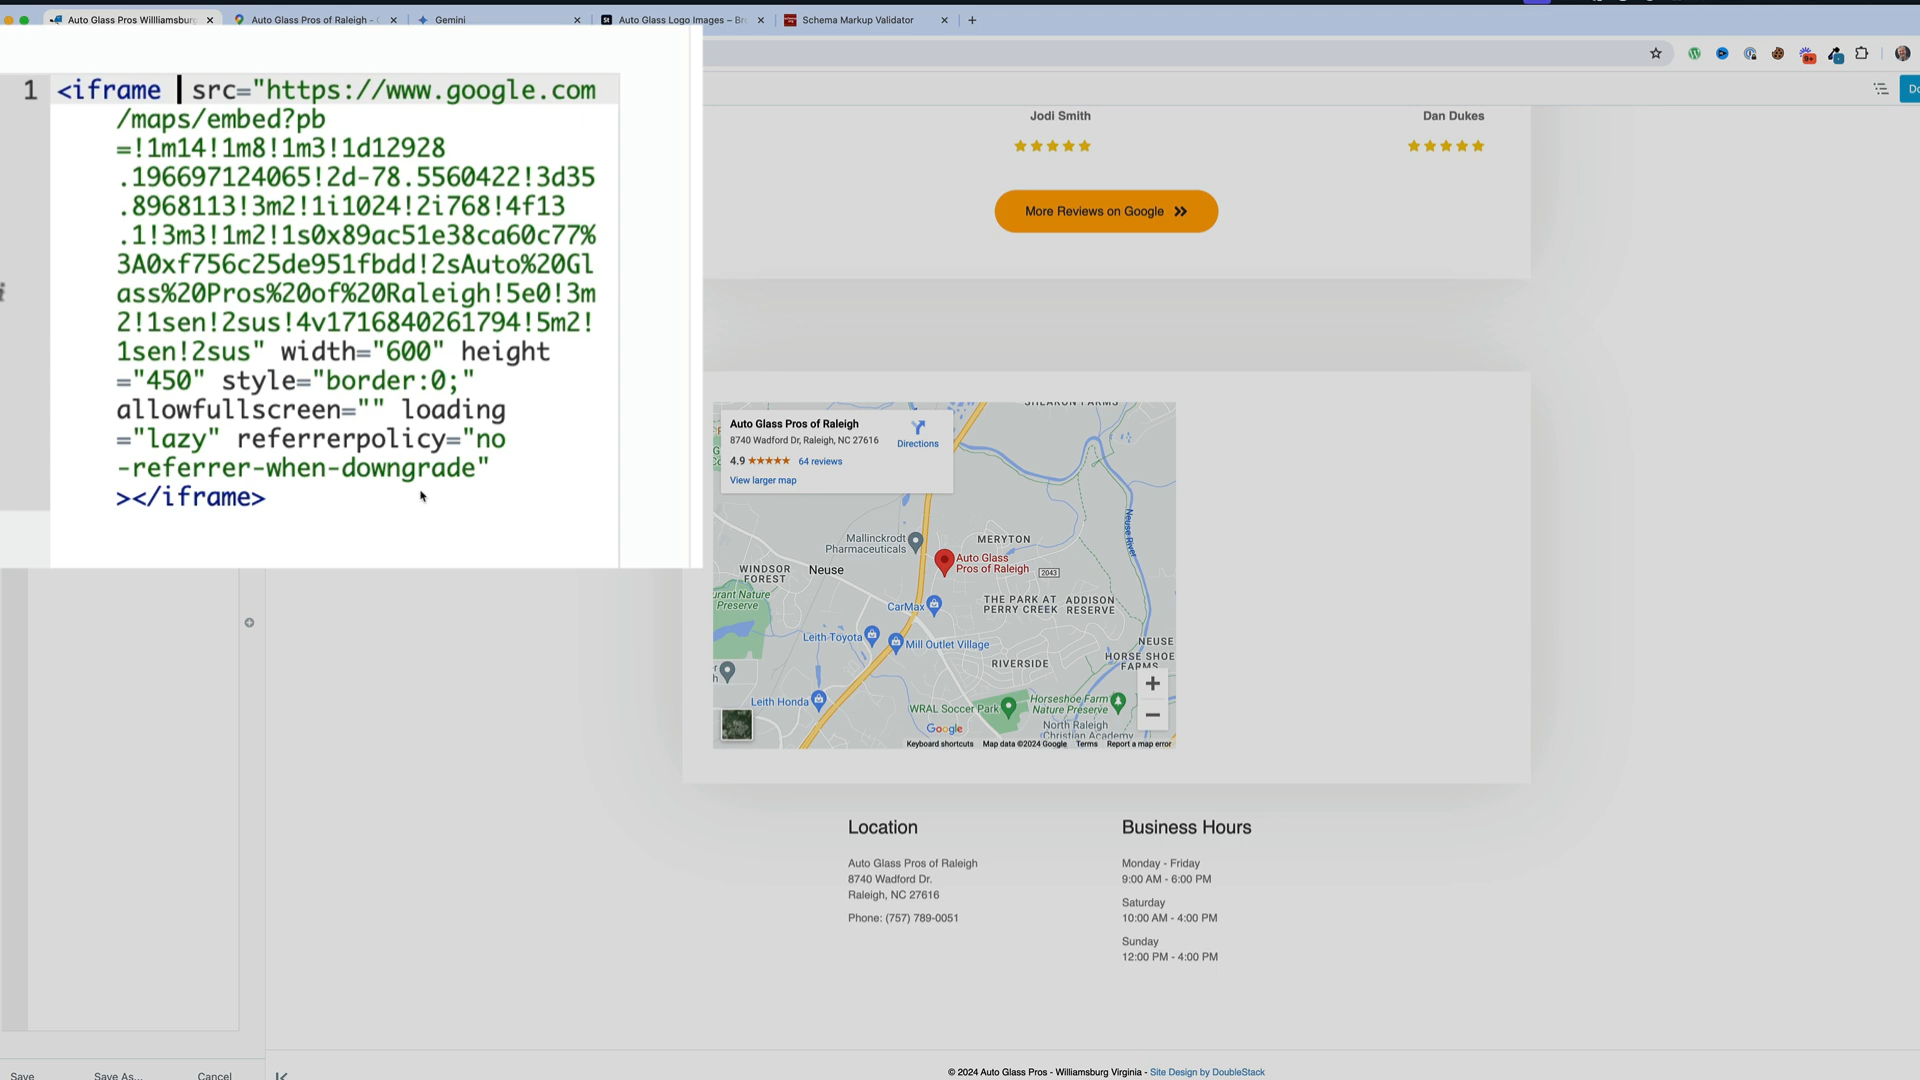 Auto Glass Pros Willliamsburg
Auto Glass Pros of Raleigh -
Gemini
Auto Glass Logo Images – Br
Schema Markup Validator
1 <iframe src="https://www.google.com
/maps/embed?pb
=!1m14!1m8!1m3!1d12928
.196697124065!2d-78.5560422!3d35
.8968113!3m2!1i1024!2i768!4f13
.1!3m3!1m2!1s0x89ac51e38ca60c77%
3A0xf756c25de951fbdd!2sAuto%20Gl
ass%20Pros%20of%20Raleigh!5e0!3m
2!1sen!2sus!4v1716840261794!5m2!
1sen!2sus" width="600" height
="450" style="border:0;"
allowfullscreen="" loading
="lazy" referrerpolicy="no
-referrer-when-downgrade"
></iframe>
Jodi Smith
Dan Dukes
More Reviews on Google
Auto Glass Pros of Raleigh
8740 Wadford Dr, Raleigh, NC 27616
4.9 64 reviews
View larger map
Directions
SHEARON FARMS
Mallinckrodt
Pharmaceuticals
MERYTON
Neuse River
WINDSOR
FOREST
Neuse
Auto Glass
Pros of Raleigh
2043
Nature
Preserve
CarMax
THE PARK AT
PERRY CREEK
ADDISON
RESERVE
Leith Toyota
Mill Outlet Village
NEUSE
RIVERSIDE
HORSE SHOE
FARMS
Leith Honda
WRAL Soccer Park
Horseshoe Farm
Nature Preserve
North Raleigh
Christian Academy
Google
Keyboard shortcuts
Map data ©2024 Google
Terms
Report a map error
Location
Auto Glass Pros of Raleigh
8740 Wadford Dr.
Raleigh, NC 27616
Phone: (757) 789-0051
Business Hours
Monday - Friday
9:00 AM - 6:00 PM
Saturday
10:00 AM - 4:00 PM
Sunday
12:00 PM - 4:00 PM
Save
Save As...
Cancel
© 2024 Auto Glass Pros - Williamsburg Virginia - Site Design by DoubleStack